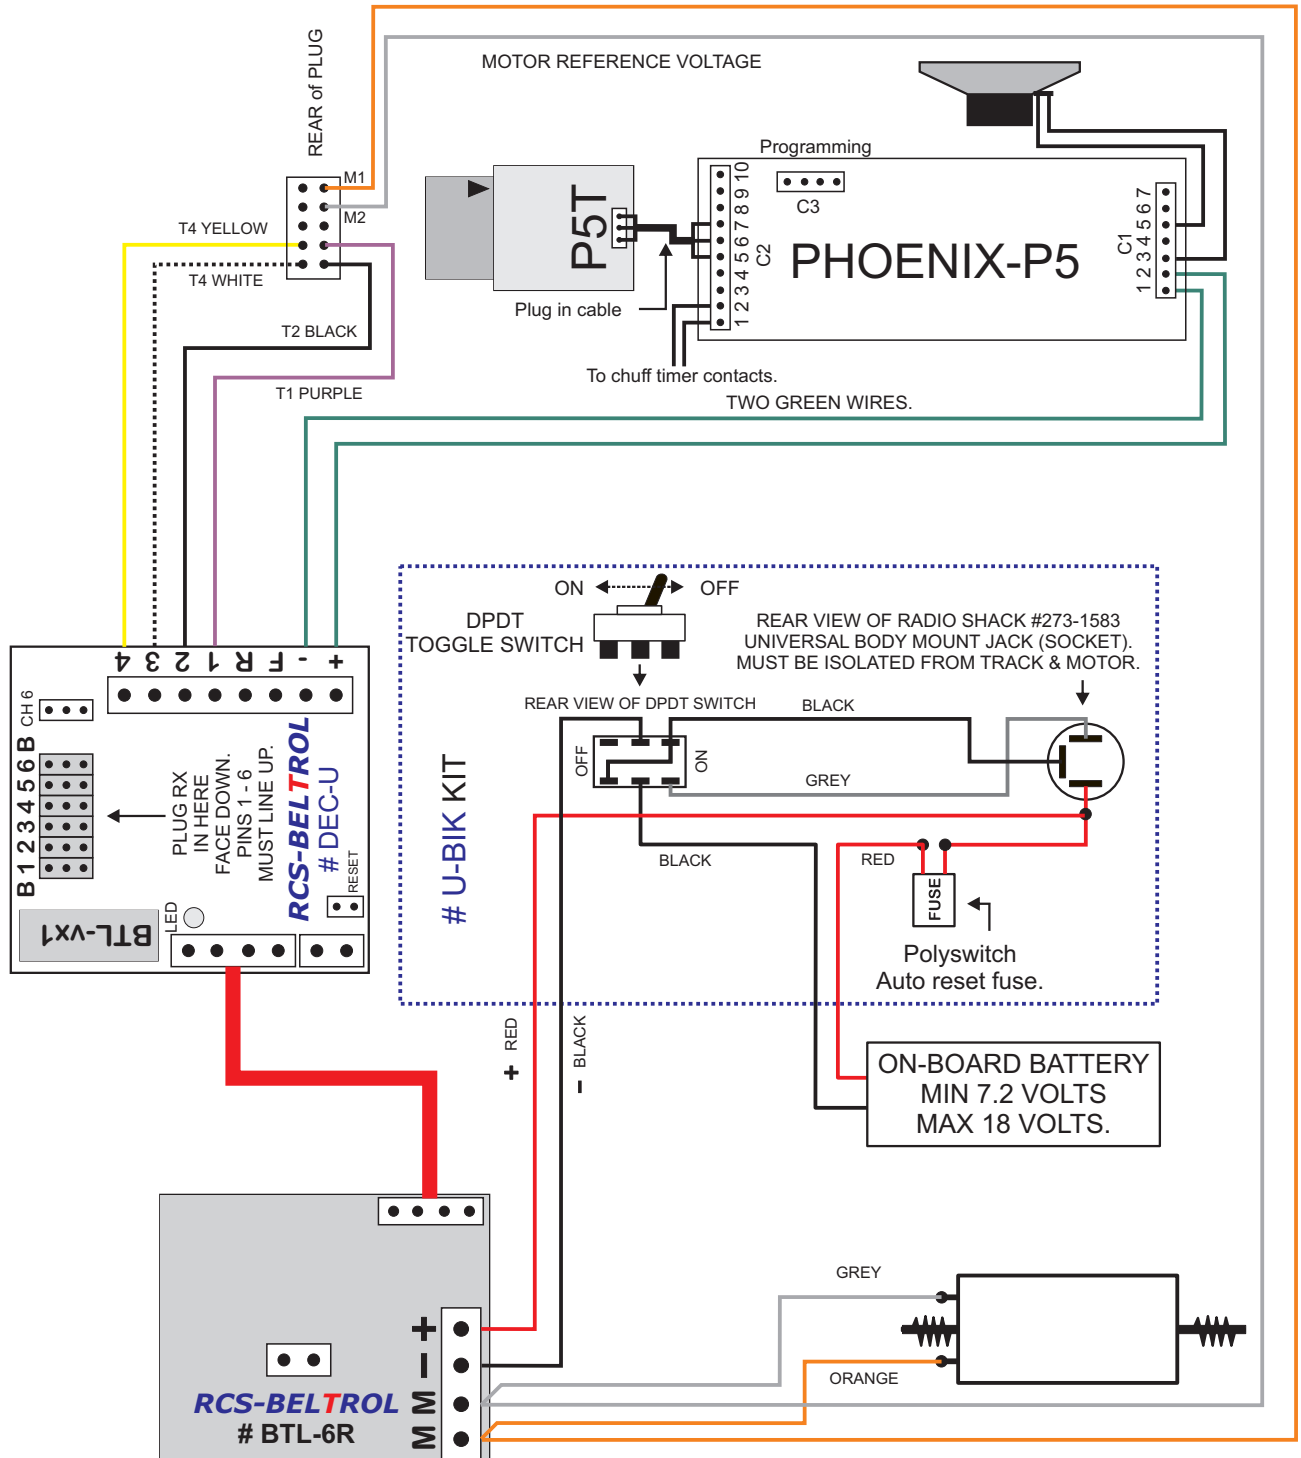 REAR of PLUG
MOTOR REFERENCE VOLTAGE
M1
M2
T4 YELLOW
T4 WHITE
T2 BLACK
T1 PURPLE
P5T
Plug in cable
Programming
C3
1 2 3 4 5 6 7 8 9 10
C2
PHOENIX-P5
C1
1 2 3 4 5 6 7
To chuff timer contacts.
TWO GREEN WIRES.
ON
OFF
DPDT
TOGGLE SWITCH
REAR VIEW OF RADIO SHACK #273-1583
UNIVERSAL BODY MOUNT JACK (SOCKET).
MUST BE ISOLATED FROM TRACK & MOTOR.
REAR VIEW OF DPDT SWITCH
OFF
ON
BLACK
GREY
BLACK
RED
FUSE
Polyswitch
Auto reset fuse.
# U-BIK KIT
4 3 2 1 R F - +
CH 6
B 1 2 3 4 5 6 B
PLUG RX
IN HERE
FACE DOWN.
PINS 1 - 6
MUST LINE UP.
RCS-BELTROL
# DEC-U
RESET
LED
BTL-vx1
+ RED
- BLACK
ON-BOARD BATTERY
MIN 7.2 VOLTS
MAX 18 VOLTS.
GREY
ORANGE
M M - +
RCS-BELTROL
# BTL-6R